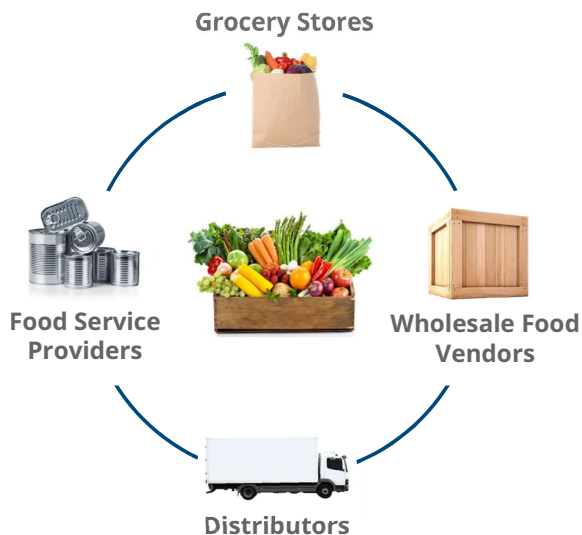 Grocery Stores
Food Service
Providers
Wholesale Food
Vendors
Distributors